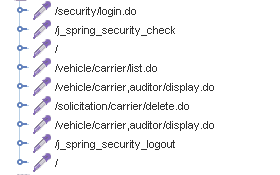 /security/login.do
/j_spring_security_check
/
/vehicle/carrier/list.do
/vehicle/carrier,auditor/display.do
/solicitation/carrier/delete.do
/vehicle/carrier,auditor/display.do
/j_spring_security_logout
/